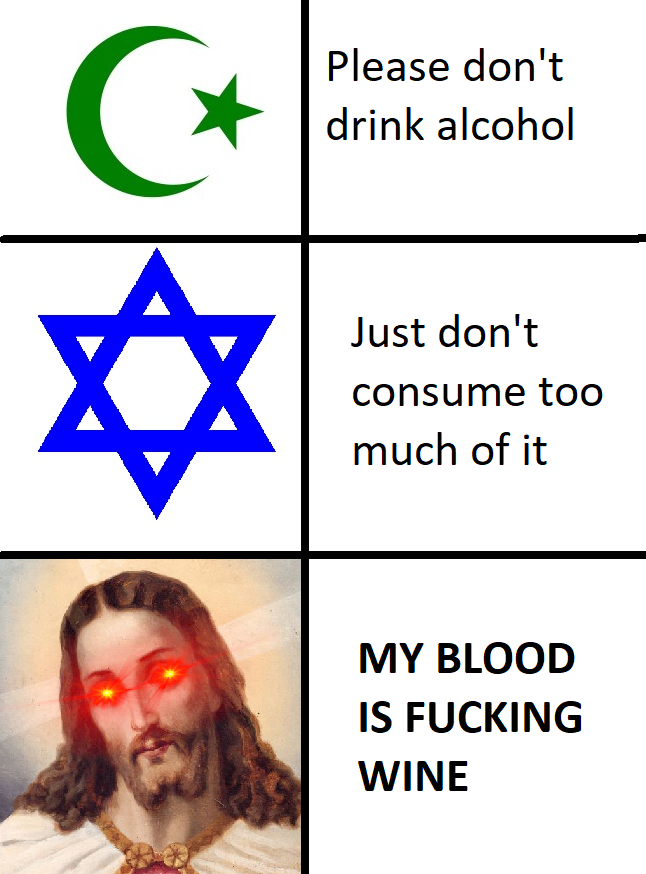 Please don't
drink alcohol
Just don't
consume too
much of it
MY BLOOD
IS FUCKING
WINE